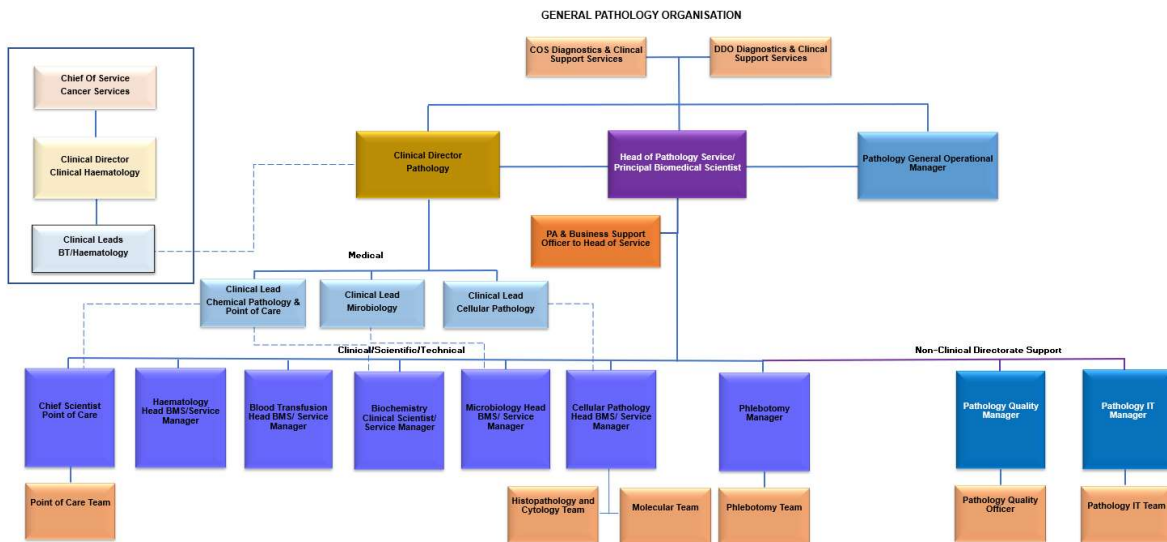 GENERAL PATHOLOGY ORGANISATION
COS Diagnostics & Clincal
Support Services
DDO Diagnostics & Clincal
Support Services
Chief Of Service
Cancer Services
Clinical Director
Clinical Haematology
Clinical Leads
BT/Haematology
Clinical Director
Pathology
Head of Pathology Service/
Principal Biomedical Scientist
Pathology General Operational
Manager
PA & Business Support
Officer to Head of Service
Medical
Clinical Lead
Chemical Pathology &
Point of Care
Clinical Lead
Mirobiology
Clinical Lead
Cellular Pathology
Clinical/Scientific/Technical
Non-Clinical Directorate Support
Chief Scientist
Point of Care
Haematology
Head BMS/Service
Manager
Blood Transfusion
Head BMS/ Service
Manager
Biochemistry
Clinical Scientist/
Service Manager
Microbiology Head
BMS/ Service
Manager
Cellular Pathology
Head BMS/ Service
Manager
Phlebotomy
Manager
Pathology Quality
Manager
Pathology IT
Manager
Point of Care Team
Histopathology and
Cytology Team
Molecular Team
Phlebotomy Team
Pathology Quality
Officer
Pathology IT Team